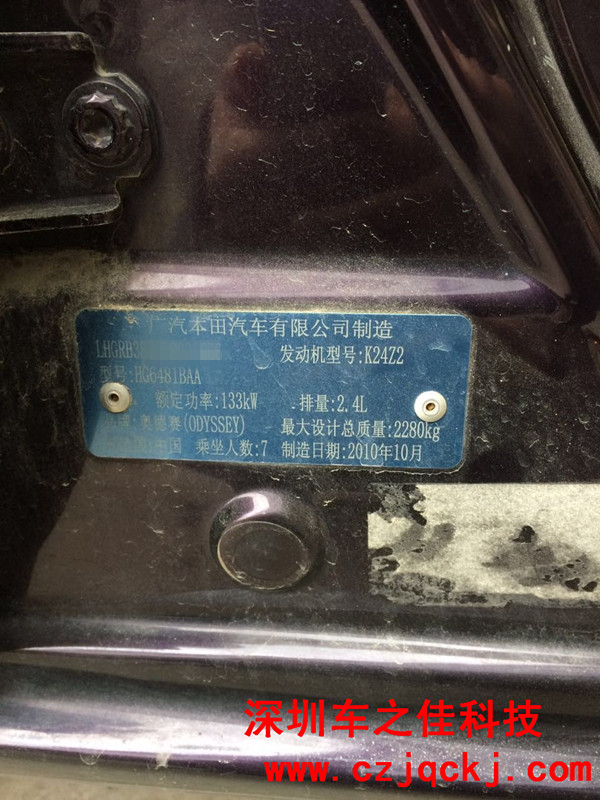 广汽本田汽车有限公司制造
LHGRB3 发动机型号:K24Z2
型号:HG6481BAA
额定功率:133kW 排量:2.4L
奥德赛(ODYSSEY) 最大设计总质量:2280kg
中国 乘坐人数:7 制造日期:2010年10月
深圳车之佳科技
www.czjqckj.com